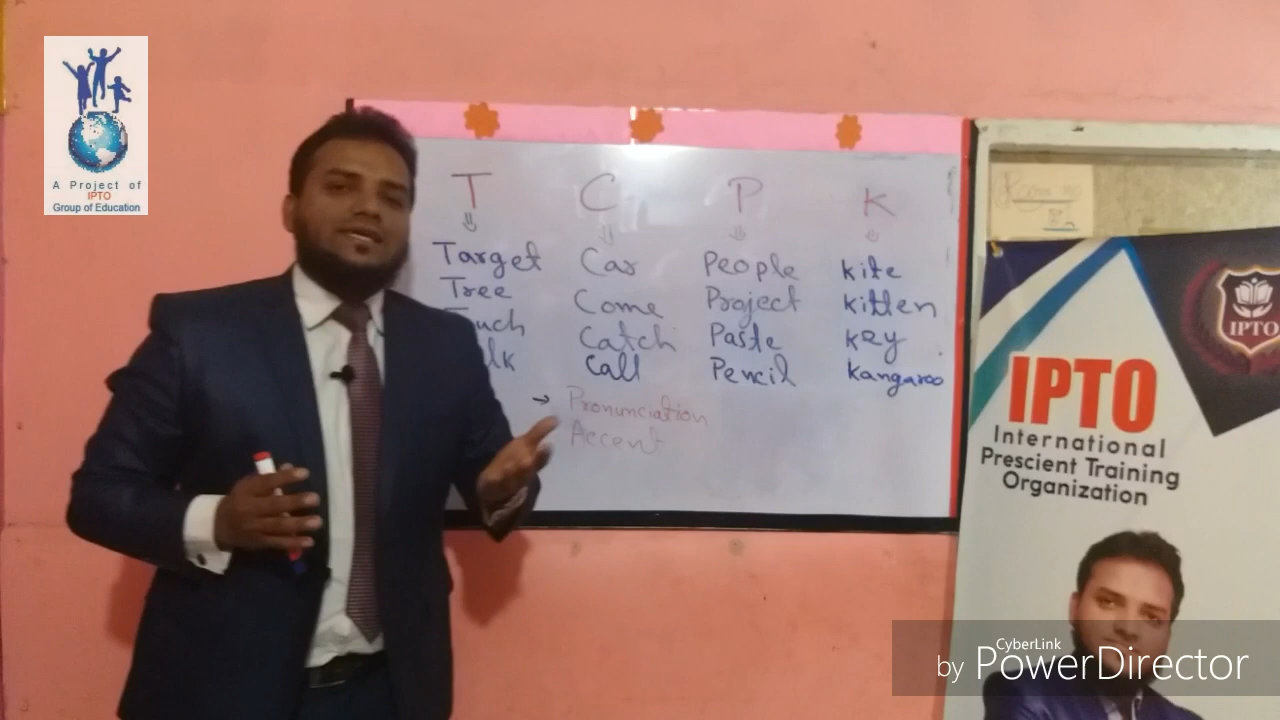 A Project of
IPTO
Group of Education
T C P K
Target Car People kite
Tree Come Project kitten
Catch Paste key
Call Pencil kangaroo
→ Pronunciation
Accent
IPTO
IPTO
International
Prescient Training
Organization
CyberLink
by PowerDirector